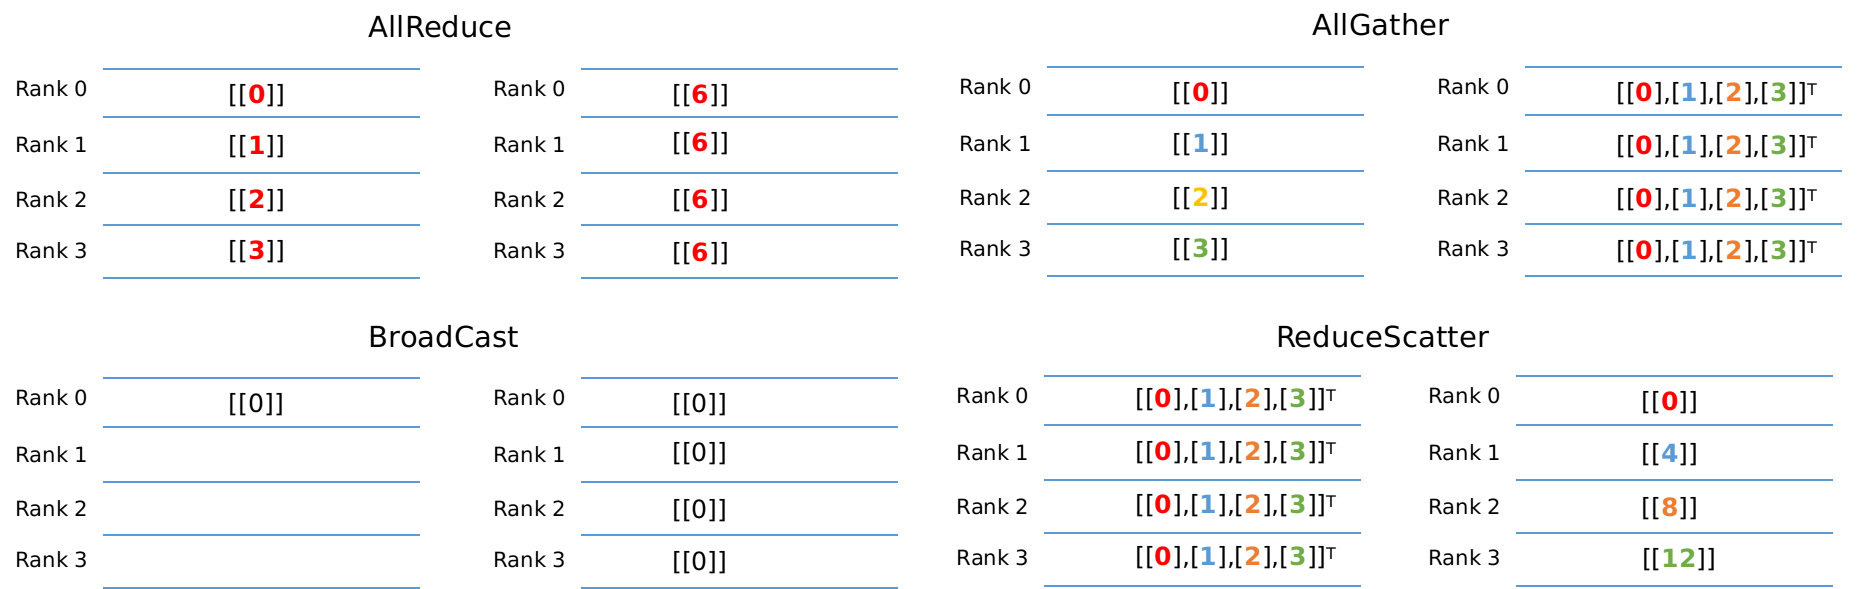 AllReduce
Rank 0 [[0]] Rank 0 [[6]]
Rank 1 [[1]] Rank 1 [[6]]
Rank 2 [[2]] Rank 2 [[6]]
Rank 3 [[3]] Rank 3 [[6]]
AllGather
Rank 0 [[0]] Rank 0 [[0],[1],[2],[3]]ᵀ
Rank 1 [[1]] Rank 1 [[0],[1],[2],[3]]ᵀ
Rank 2 [[2]] Rank 2 [[0],[1],[2],[3]]ᵀ
Rank 3 [[3]] Rank 3 [[0],[1],[2],[3]]ᵀ
BroadCast
Rank 0 [[0]] Rank 0 [[0]]
Rank 1 Rank 1 [[0]]
Rank 2 Rank 2 [[0]]
Rank 3 Rank 3 [[0]]
ReduceScatter
Rank 0 [[0],[1],[2],[3]]ᵀ Rank 0 [[0]]
Rank 1 [[0],[1],[2],[3]]ᵀ Rank 1 [[4]]
Rank 2 [[0],[1],[2],[3]]ᵀ Rank 2 [[8]]
Rank 3 [[0],[1],[2],[3]]ᵀ Rank 3 [[12]]